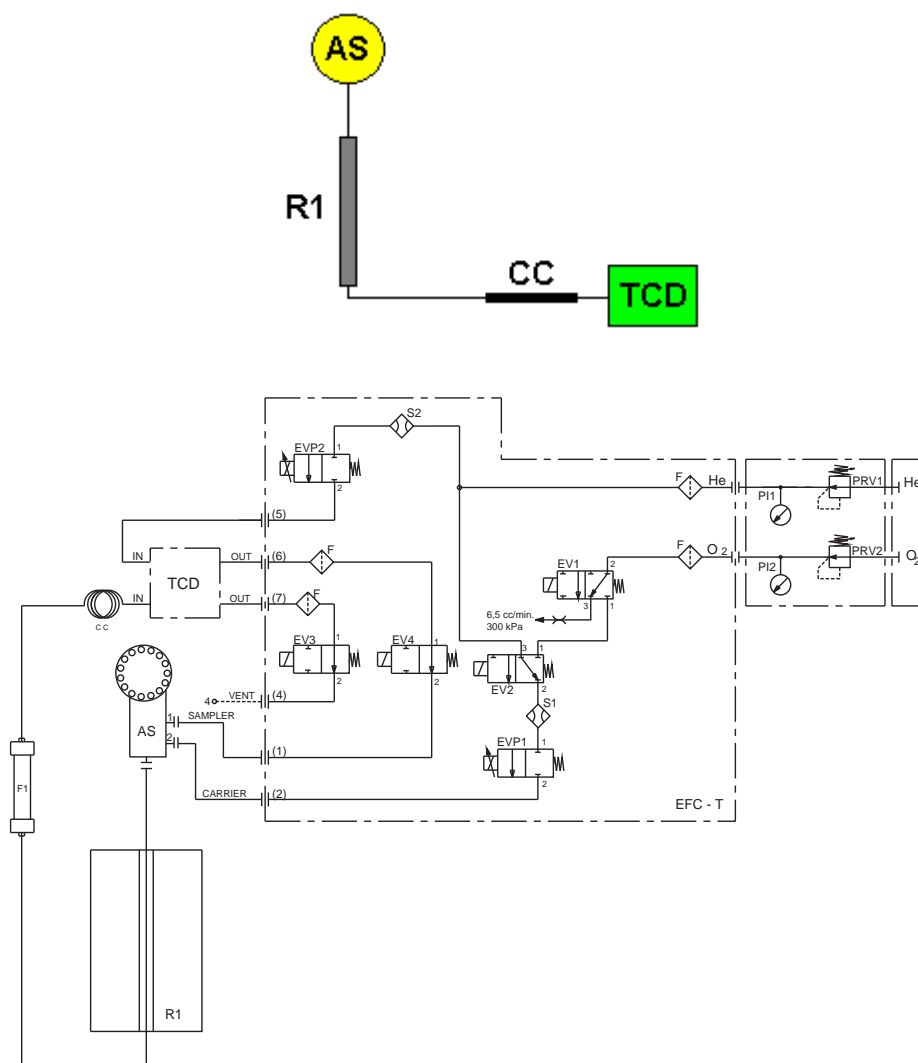 AS
R1
CC
TCD
S2
EVP2
1
2
F
He
PRV1
He
PI1
(5)
IN
OUT
(6)
F
F
O 2
PRV2
O2
PI2
TCD
EV1
2
3
1
IN
OUT
(7)
F
6,5 cc/min.
300 kPa
CC
EV3
1
2
EV4
1
2
3
1
EV2
2
4
VENT
(4)
S1
AS
1
SAMPLER
2
(1)
EVP1
1
2
F1
CARRIER
(2)
EFC - T
R1